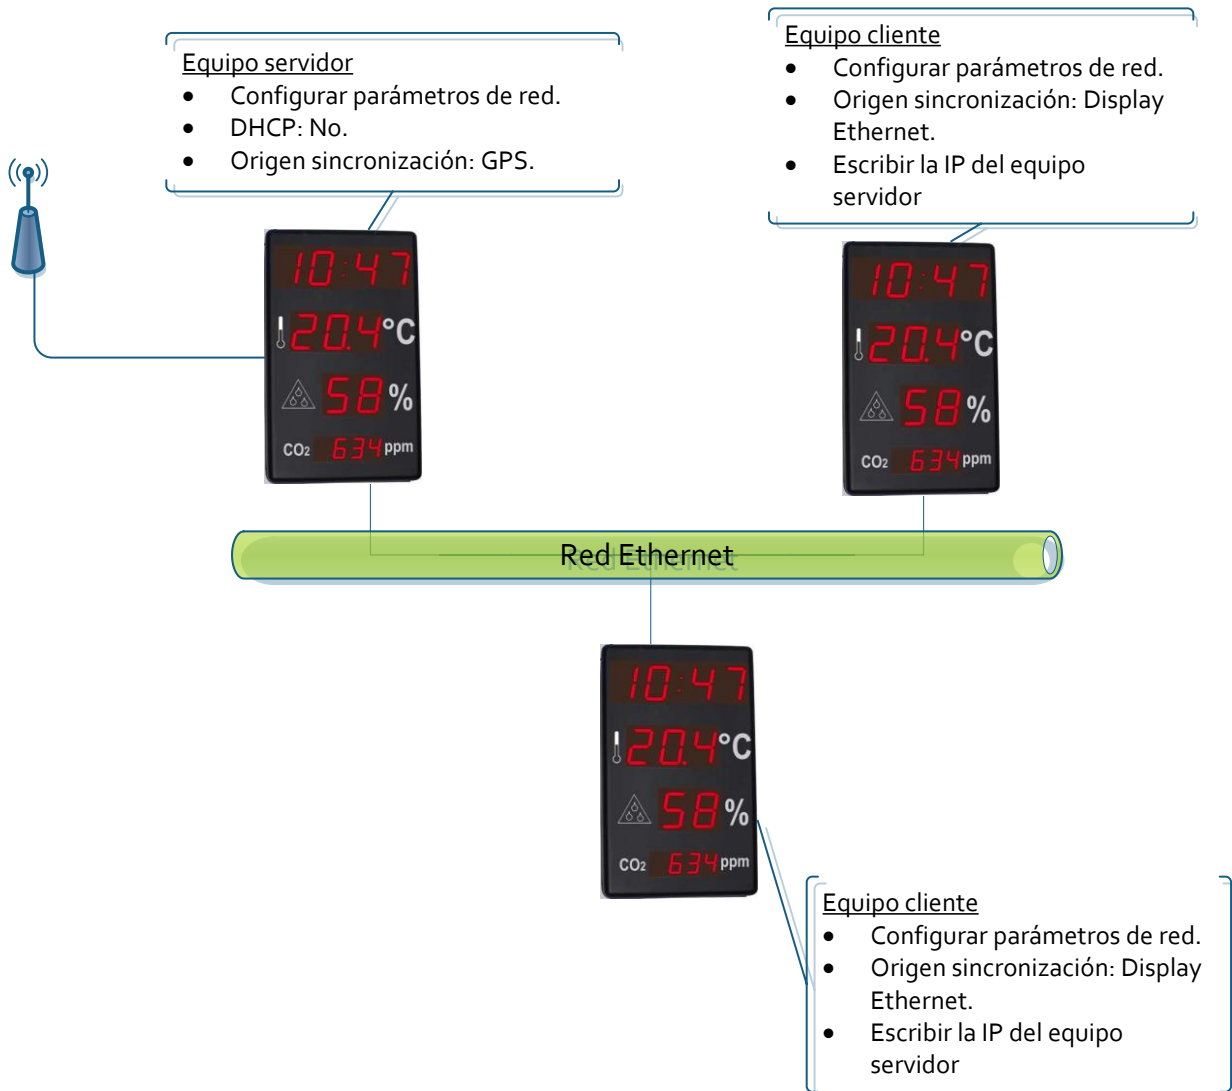 Equipo servidor
• Configurar parámetros de red.
• DHCP: No.
• Origen sincronización: GPS.
Equipo cliente
• Configurar parámetros de red.
• Origen sincronización: Display
Ethernet.
• Escribir la IP del equipo
servidor
10:47
20.4°C
58%
CO2 634 ppm
10:47
20.4°C
58%
CO2 634 ppm
Red Ethernet
10:47
20.4°C
58%
CO2 634 ppm
Equipo cliente
• Configurar parámetros de red.
• Origen sincronización: Display
Ethernet.
• Escribir la IP del equipo
servidor